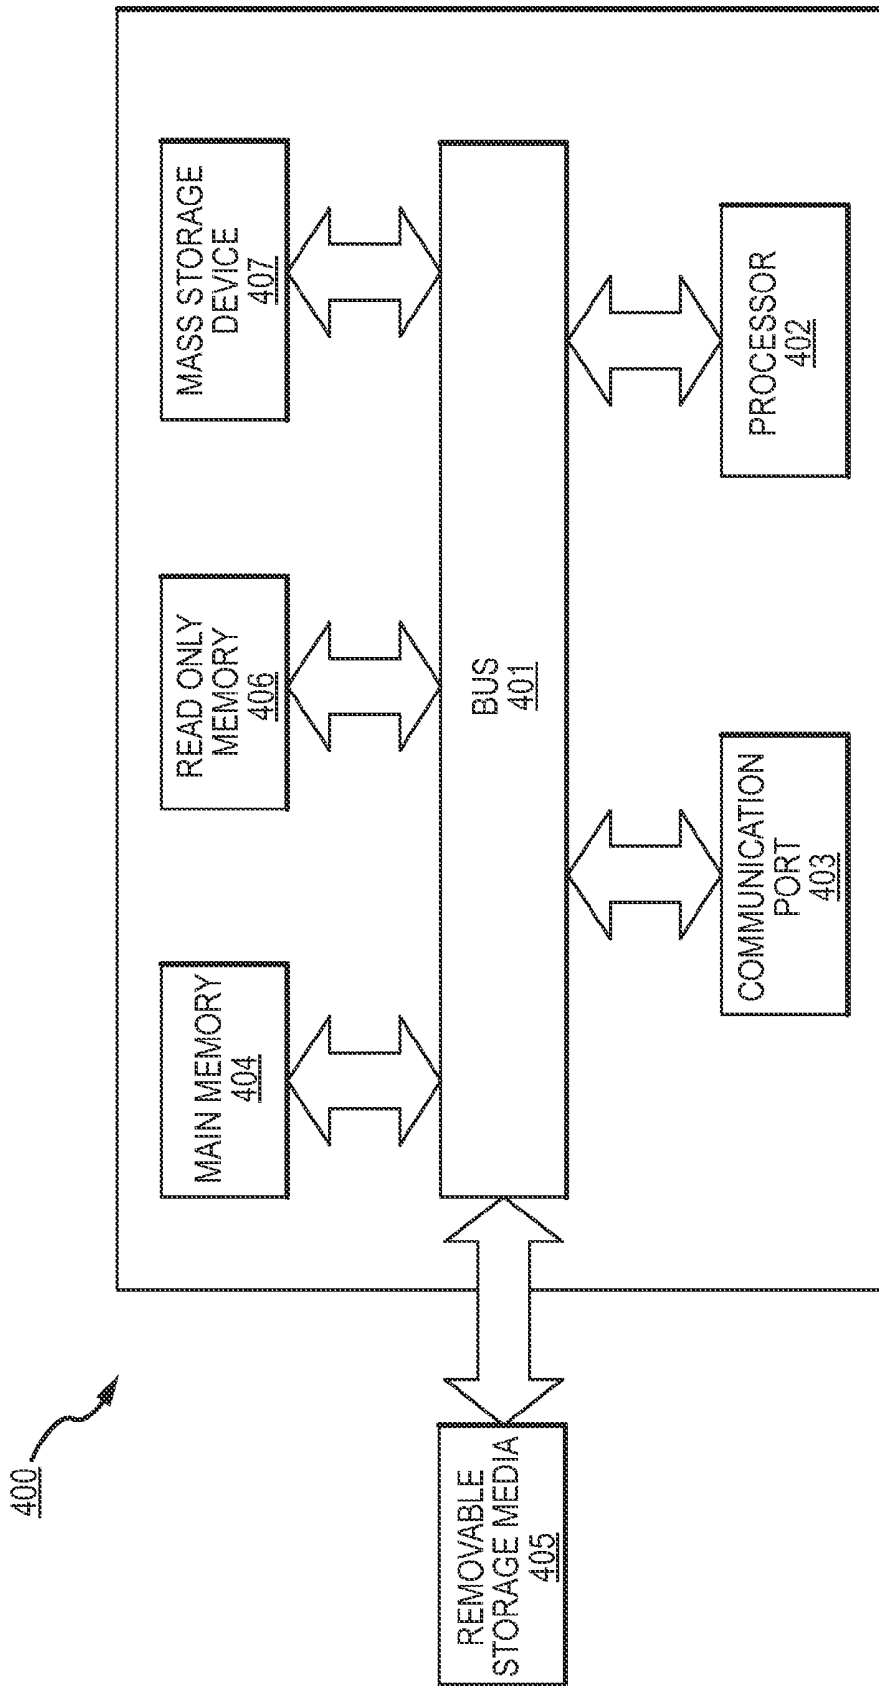 400
MAIN MEMORY
404
READ ONLY
MEMORY
406
MASS STORAGE
DEVICE
407
REMOVABLE
STORAGE MEDIA
405
BUS
401
COMMUNICATION
PORT
403
PROCESSOR
402